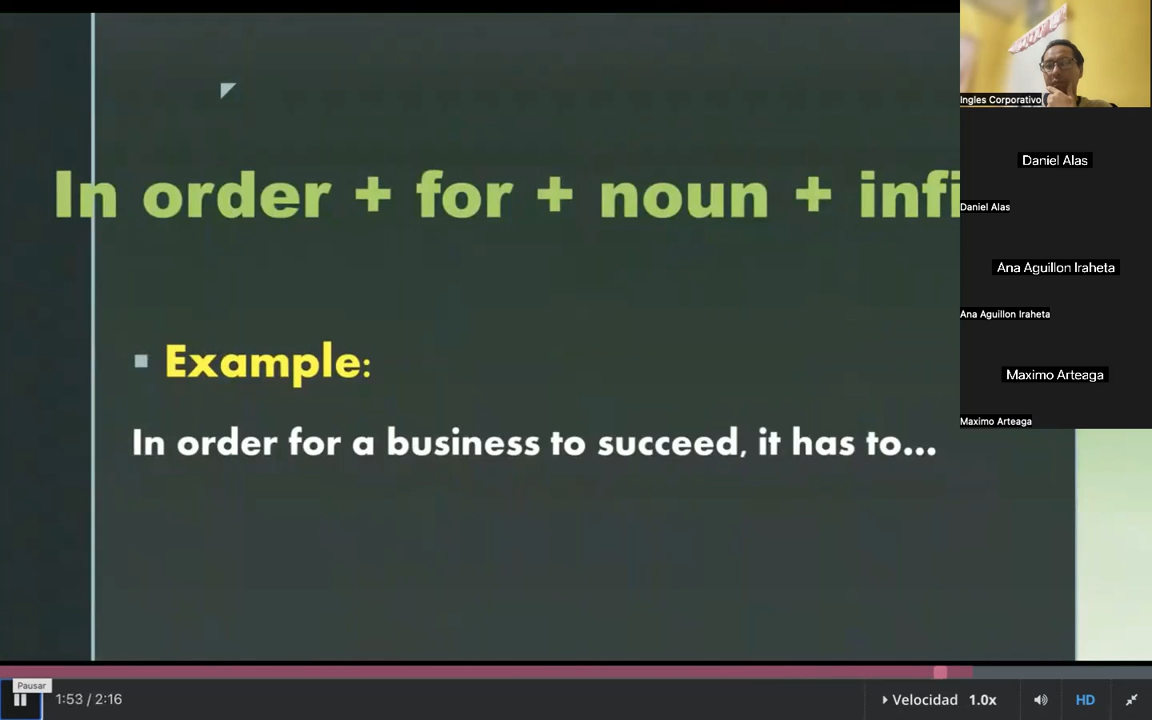 In order + for + noun + infi
Example:
In order for a business to succeed, it has to...
Ingles Corporativo
Daniel Alas
Daniel Alas
Ana Aguillon Iraheta
Ana Aguillon Iraheta
Maximo Arteaga
Maximo Arteaga
Pausar
1:53 / 2:16
Velocidad 1.0x
HD